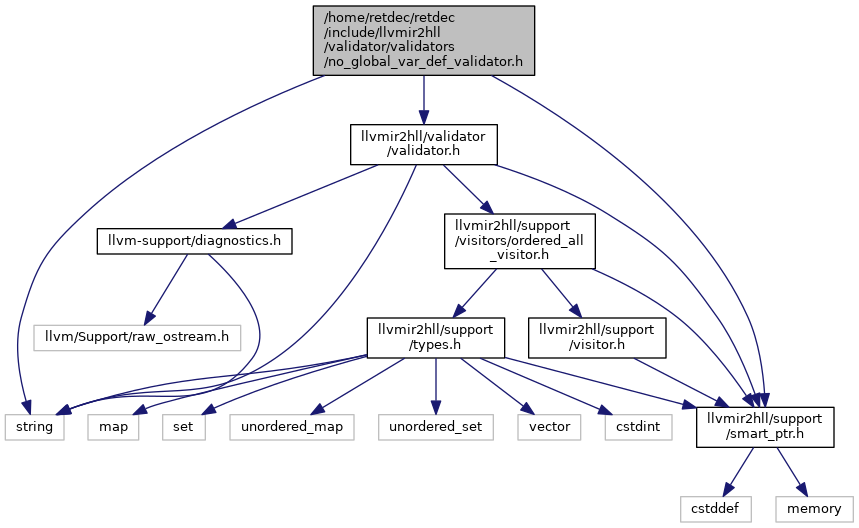 /home/retdec/retdec
/include/llvmir2hll
/validator/validators
/no_global_var_def_validator.h
llvmir2hll/validator
/validator.h
llvmir2hll/support
/visitors/ordered_all
_visitor.h
llvm-support/diagnostics.h
llvm/Support/raw_ostream.h
llvmir2hll/support
/types.h
llvmir2hll/support
/visitor.h
string
map
set
unordered_map
unordered_set
vector
cstdint
llvmir2hll/support
/smart_ptr.h
cstddef
memory